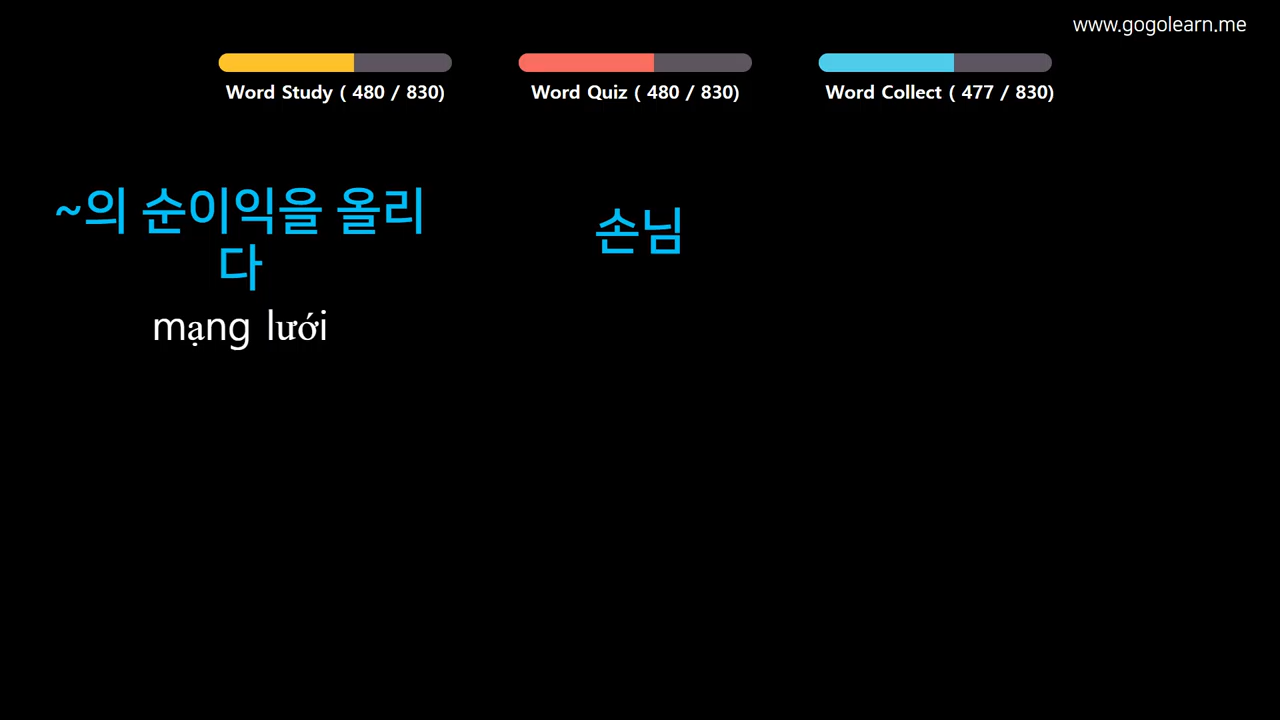 www.gogolearn.me
Word Study ( 480 / 830)
Word Quiz ( 480 / 830)
Word Collect ( 477 / 830)
~의 순이익을 올리
다
mạng lưới
손님